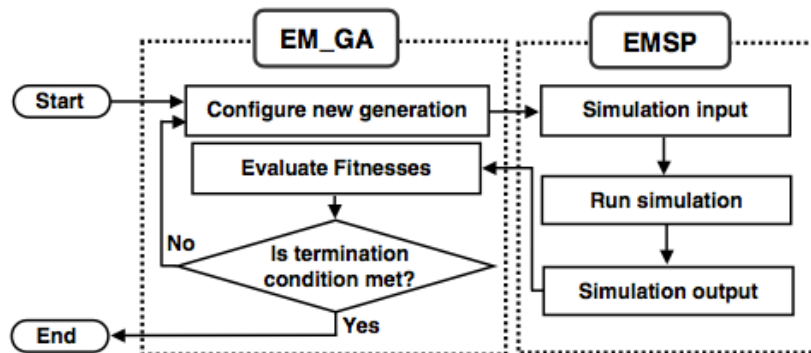 EM_GA
EMSP
Start
Configure new generation
Simulation input
Evaluate Fitnesses
Run simulation
No
Is termination
condition met?
Simulation output
Yes
End